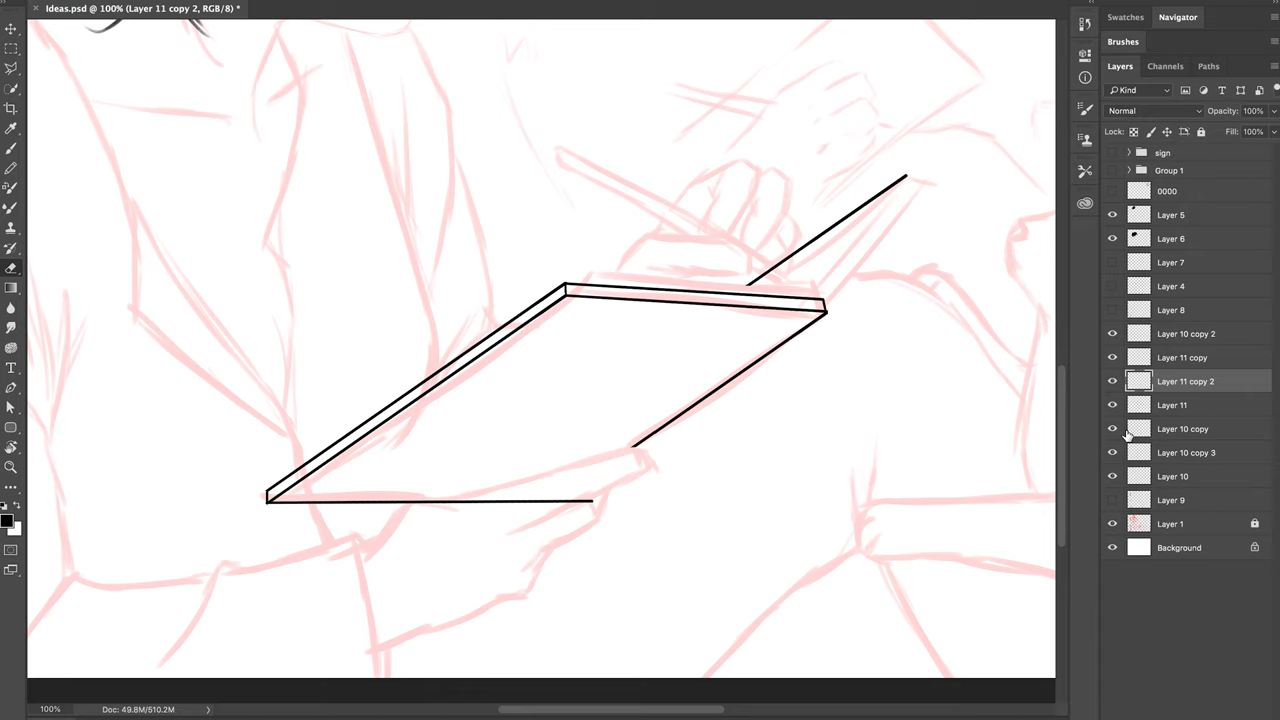 × Ideas.psd @ 100% (Layer 11 copy 2, RGB/8) *
Swatches Navigator
Brushes
Layers Channels Paths
Kind
Normal Opacity: 100%
Lock: Fill: 100%
sign
Group 1
0000
Layer 5
Layer 6
Layer 7
Layer 4
Layer 8
Layer 10 copy 2
Layer 11 copy
Layer 11 copy 2
Layer 11
Layer 10 copy
Layer 10 copy 3
Layer 10
Layer 9
Layer 1
Background
100% Doc: 49.8M/510.2M